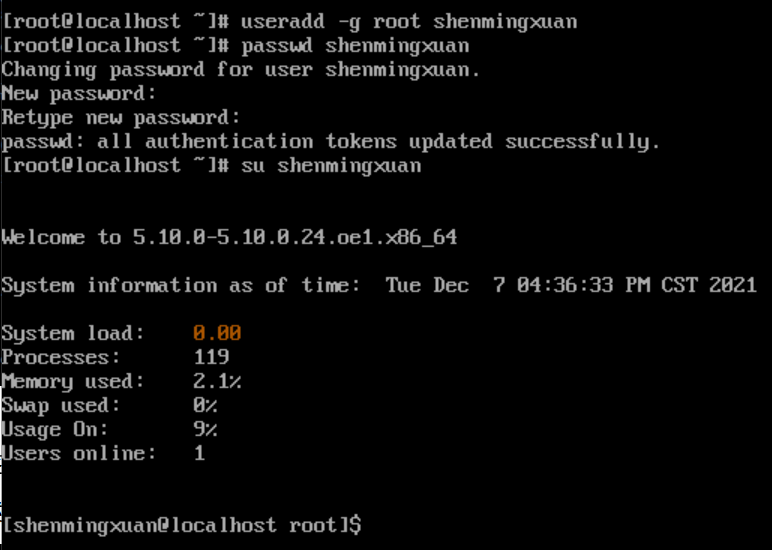 [root@localhost ~]# useradd -g root shenmingxuan
[root@localhost ~]# passwd shenmingxuan
Changing password for user shenmingxuan.
New password:
Retype new password:
passwd: all authentication tokens updated successfully.
[root@localhost ~]# su shenmingxuan
Welcome to 5.10.0-5.10.0.24.oe1.x86_64
System information as of time:  Tue Dec  7 04:36:33 PM CST 2021
System load:    0.00
Processes:      119
Memory used:    2.1%
Swap used:      0%
Usage On:       9%
Users online:   1
[shenmingxuan@localhost root]$